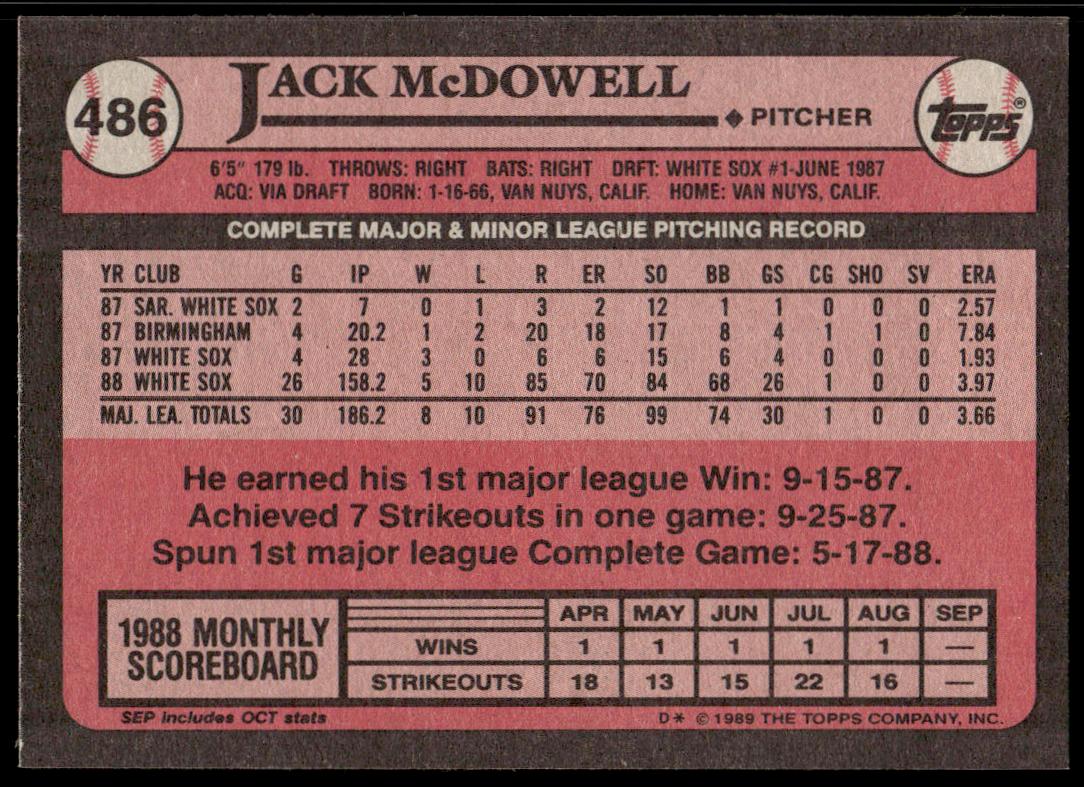 486
JACK McDOWELL
PITCHER
Topps®
6'5" 179 lb. THROWS: RIGHT BATS: RIGHT DRFT: WHITE SOX #1-JUNE 1987
ACQ: VIA DRAFT BORN: 1-16-66, VAN NUYS, CALIF. HOME: VAN NUYS, CALIF.
COMPLETE MAJOR & MINOR LEAGUE PITCHING RECORD
YR CLUB G IP W L R ER SO BB GS CG SHO SV ERA
87 SAR. WHITE SOX 2 7 0 1 3 2 12 1 1 0 0 0 2.57
87 BIRMINGHAM 4 20.2 1 2 20 18 17 8 4 1 1 0 7.84
87 WHITE SOX 4 28 3 0 6 6 15 6 4 0 0 0 1.93
88 WHITE SOX 26 158.2 5 10 85 70 84 68 26 1 0 0 3.97
MAJ. LEA. TOTALS 30 186.2 8 10 91 76 99 74 30 1 0 0 3.66
He earned his 1st major league Win: 9-15-87.
Achieved 7 Strikeouts in one game: 9-25-87.
Spun 1st major league Complete Game: 5-17-88.
1988 MONTHLY
SCOREBOARD
APR MAY JUN JUL AUG SEP
WINS 1 1 1 1 1 —
STRIKEOUTS 18 13 15 22 16 —
SEP includes OCT stats
D* © 1989 THE TOPPS COMPANY, INC.